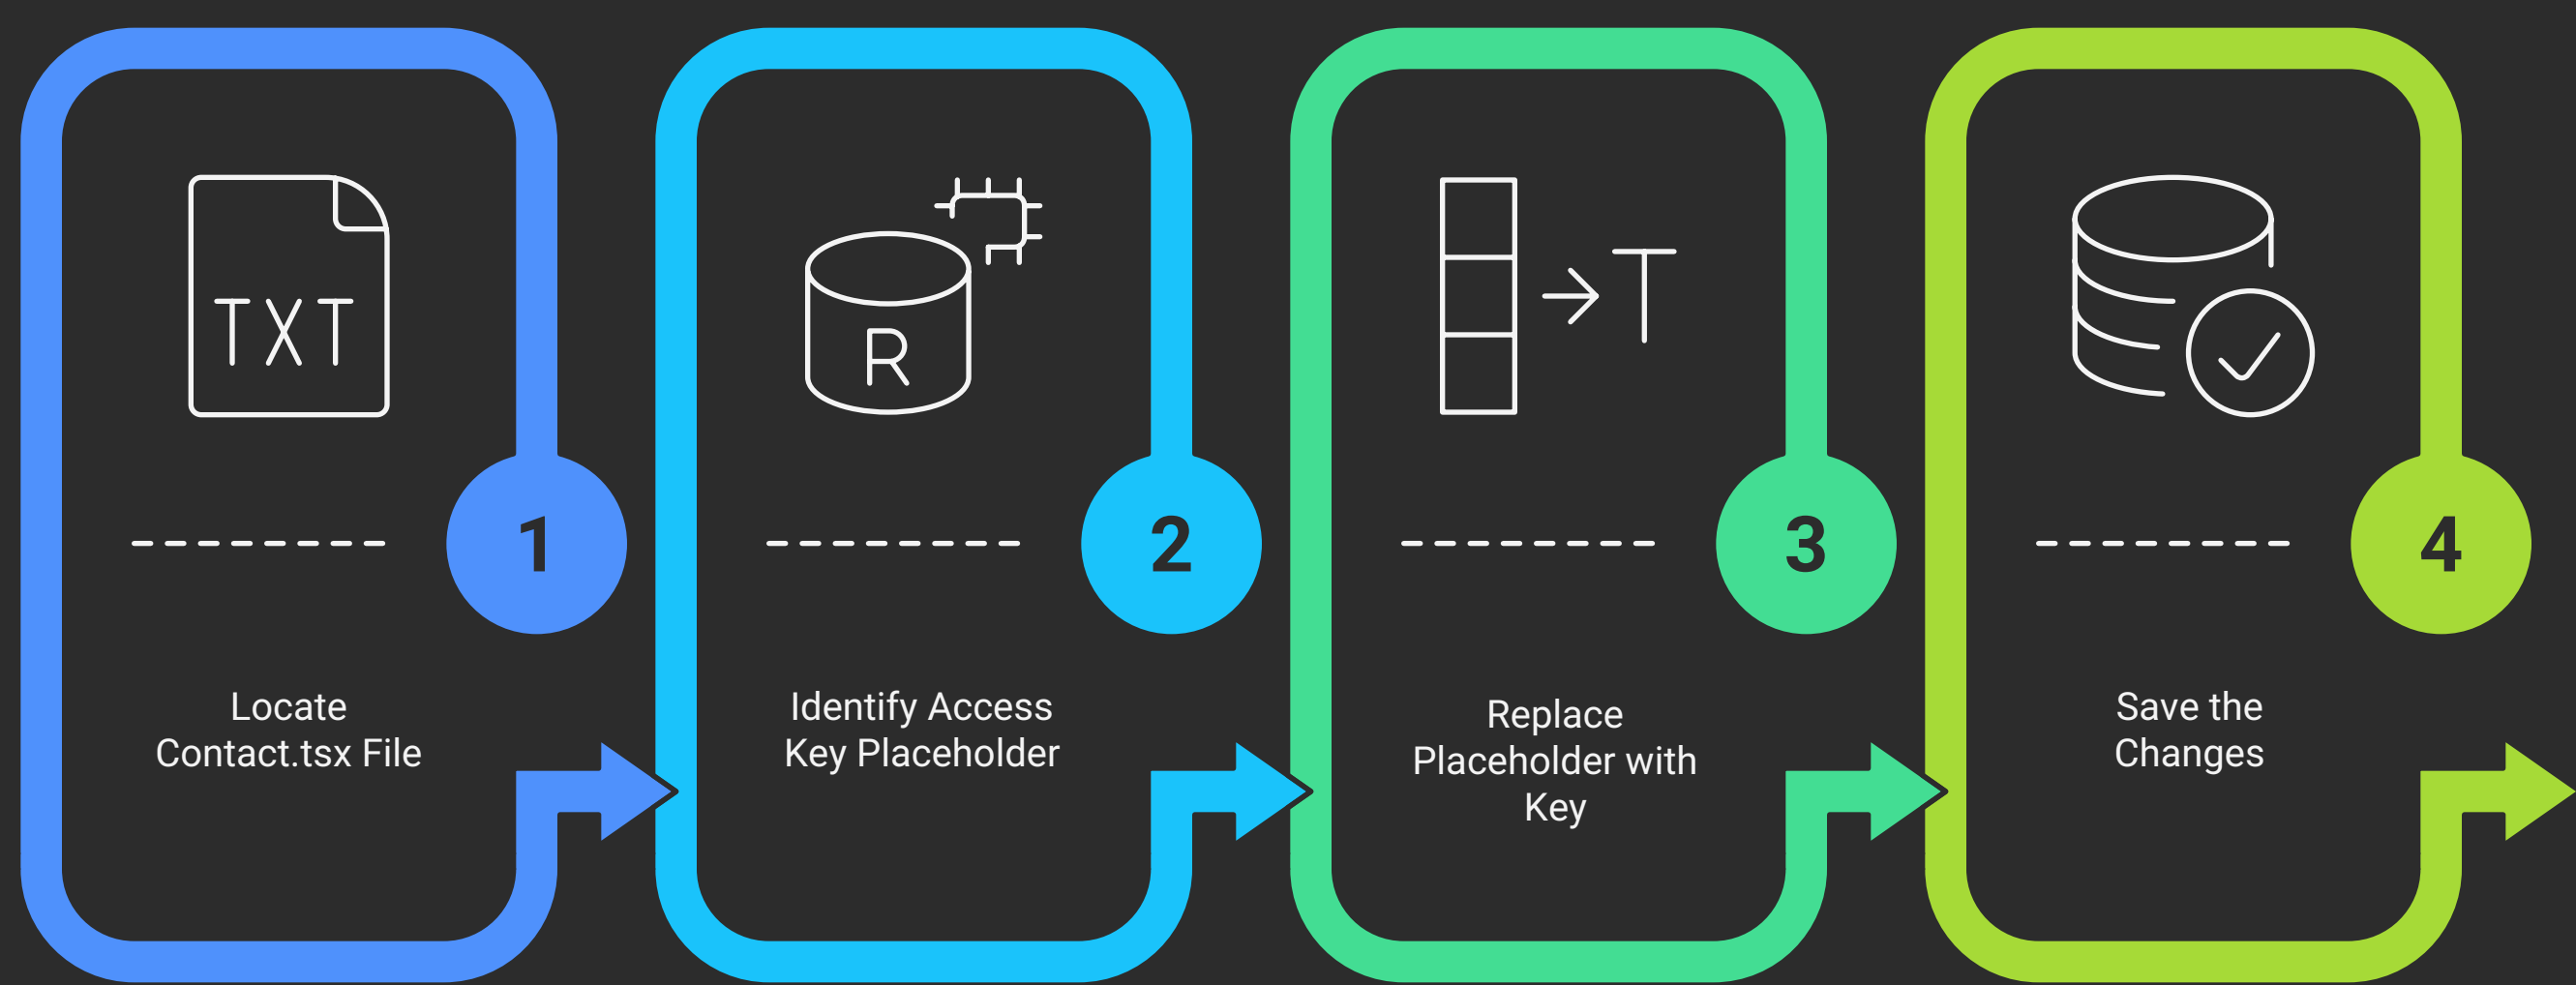 TXT
1
Locate
Contact.tsx File
R
2
Identify Access
Key Placeholder
T
3
Replace
Placeholder with
Key
4
Save the
Changes